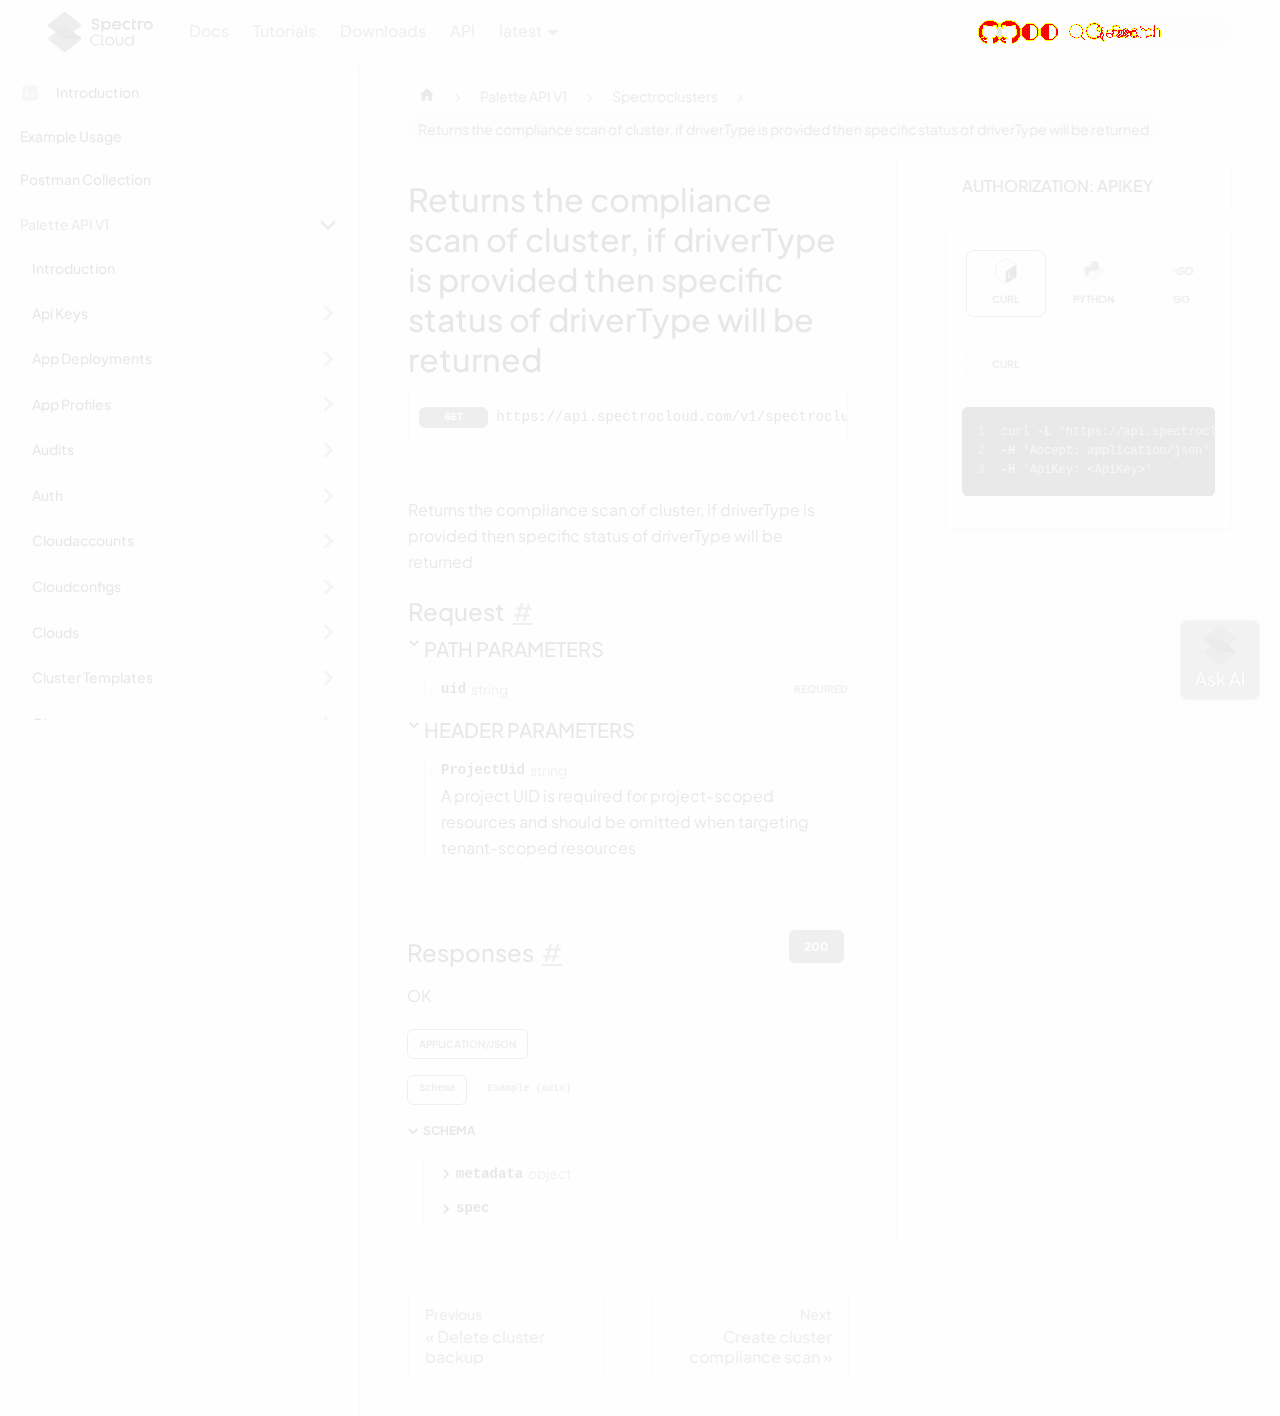 Spectro
Cloud
Docs
Tutorials
Downloads
API
latest
Search
Introduction
Example Usage
Postman Collection
Palette API V1
Introduction
Api Keys
App Deployments
App Profiles
Audits
Auth
Cloudaccounts
Cloudconfigs
Clouds
Cluster Templates
Palette API V1
Spectroclusters
Returns the compliance scan of cluster, if driverType is provided then specific status of driverType will be returned
Returns the compliance
scan of cluster, if driverType
is provided then specific
status of driverType will be
returned
GET https://api.spectrocloud.com/v1/spectroclu
Returns the compliance scan of cluster, if driverType is
provided then specific status of driverType will be
returned
Request #
PATH PARAMETERS
uid string REQUIRED
HEADER PARAMETERS
ProjectUid string
A project UID is required for project-scoped
resources and should be omitted when targeting
tenant-scoped resources
Responses #
200
OK
APPLICATION/JSON
Schema
Example (auto)
SCHEMA
metadata object
spec
Previous
« Delete cluster
backup
Next
Create cluster
compliance scan »
AUTHORIZATION: APIKEY
CURL
PYTHON
GO
GO
CURL
1 curl -L 'https://api.spectrocl
2 -H 'Accept: application/json'
3 -H 'ApiKey: <ApiKey>'
Ask AI